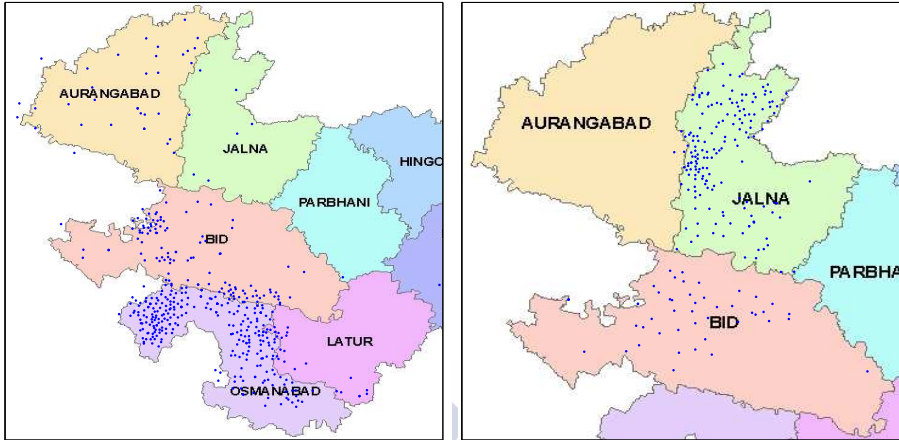 AURANGABAD
JALNA
HINGO
PARBHANI
BID
LATUR
OSMANABAD
AURANGABAD
JALNA
PARBHA
BID